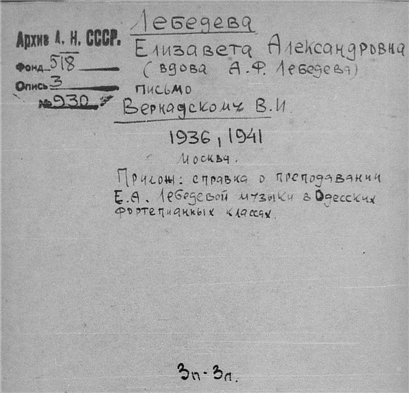 Лебедева
Архив А. Н. СССР.
Елизавета Александровна
Фонд 518
(вдова А.Ф. Лебедева)
Опись 3
письмо
№ 930
Вернадскому В.И
1936, 1941
Москва.
Прилож: справка о преподавании
Е.А. Лебедевой музыки в Одесских
фортепианных классах.
3п-3л.